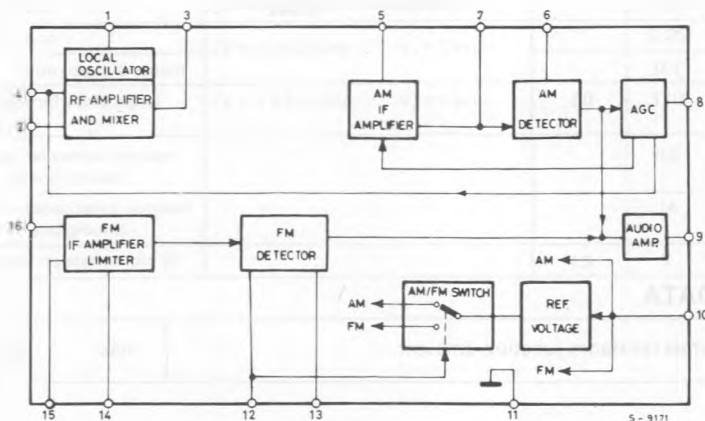 1 3 5 7 6
LOCAL
OSCILLATOR
RF AMPLIFIER
AND MIXER
4
2
AM
IF
AMPLIFIER
AM
DETECTOR
AGC
8
16
FM
IF AMPLIFIER
LIMITER
FM
DETECTOR
AUDIO
AMP.
9
AM
AM/FM SWITCH
AM
FM
REF
VOLTAGE
10
FM
15 14 12 13 11
S - 9171